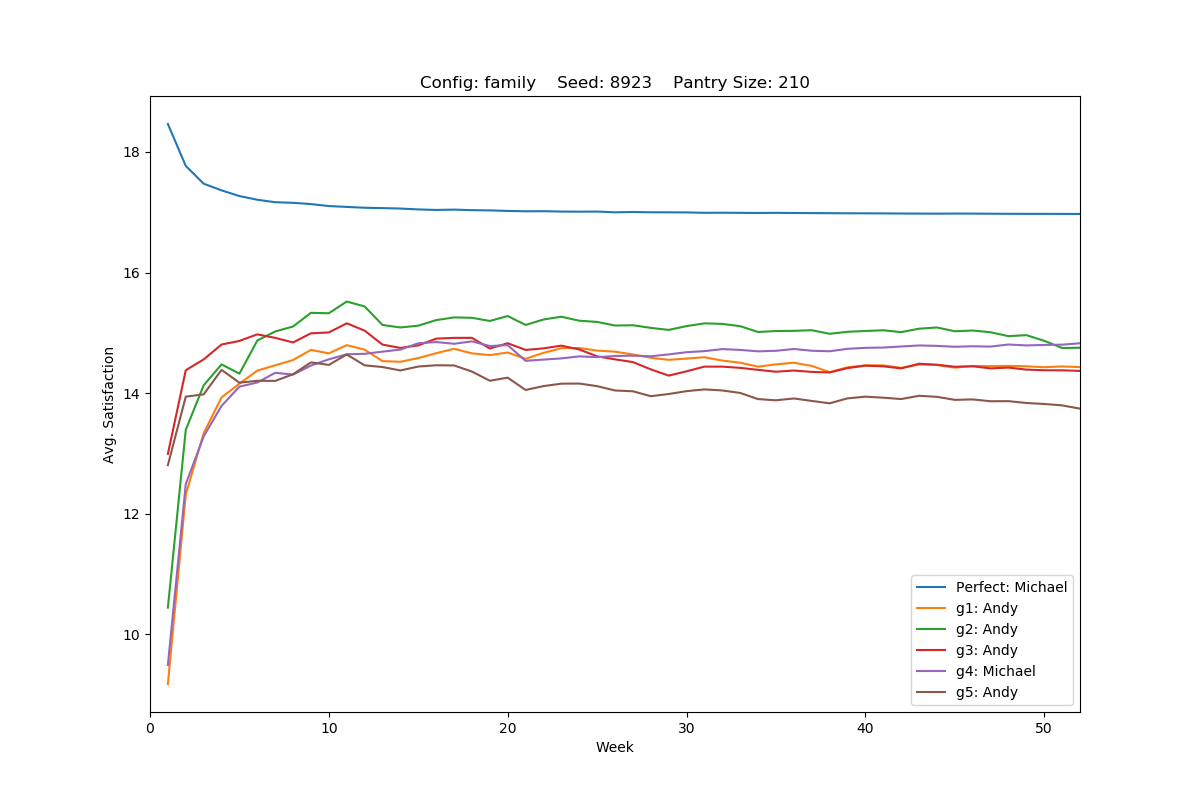 Config: family    Seed: 8923    Pantry Size: 210
18
16
14
12
10
Avg. Satisfaction
0 10 20 30 40 50
Week
Perfect: Michael
g1: Andy
g2: Andy
g3: Andy
g4: Michael
g5: Andy